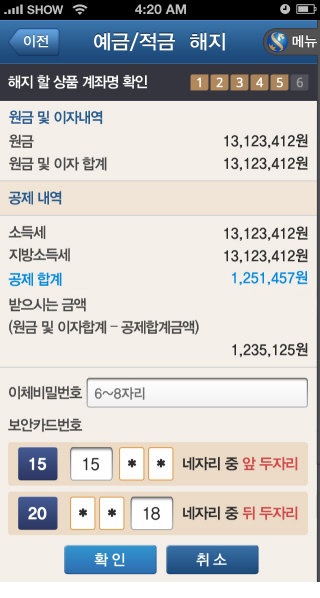 SHOW 4:20 AM
이전 예금/적금 해지 메뉴
해지 할 상품 계좌명 확인 1 2 3 4 5 6
원금 및 이자내역
원금 13,123,412원
원금 및 이자 합계 13,123,412원
공제 내역
소득세 13,123,412원
지방소득세 13,123,412원
공제 합계 1,251,457원
받으시는 금액
(원금 및 이자합계 - 공제합계금액)
1,235,125원
이체비밀번호 6~8자리
보안카드번호
15 15 * * 네자리 중 앞 두자리
20 * * 18 네자리 중 뒤 두자리
확인 취소